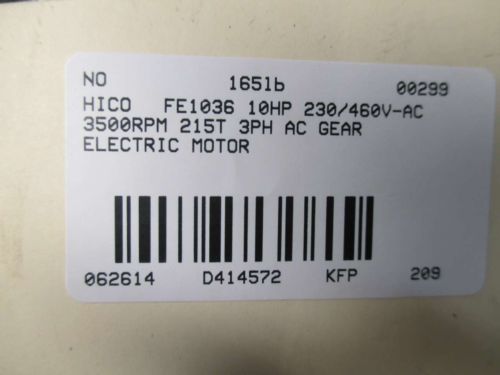 NO 165lb 00299
HICO FE1036 10HP 230/460V-AC
3500RPM 215T 3PH AC GEAR
ELECTRIC MOTOR
062614 D414572 KFP 209